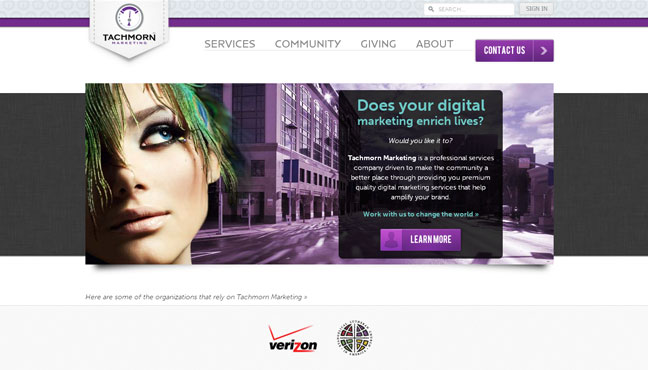 SEARCH...
SIGN IN
TACHMORN
MARKETING
SERVICES COMMUNITY GIVING ABOUT
CONTACT US
Does your digital
marketing enrich lives?
Would you like it to?
Tachmorn Marketing is a professional services
company driven to make the community a
better place through providing you premium
quality digital marketing services that help
amplify your brand.
Work with us to change the world »
LEARN MORE
Here are some of the organizations that rely on Tachmorn Marketing »
verizon